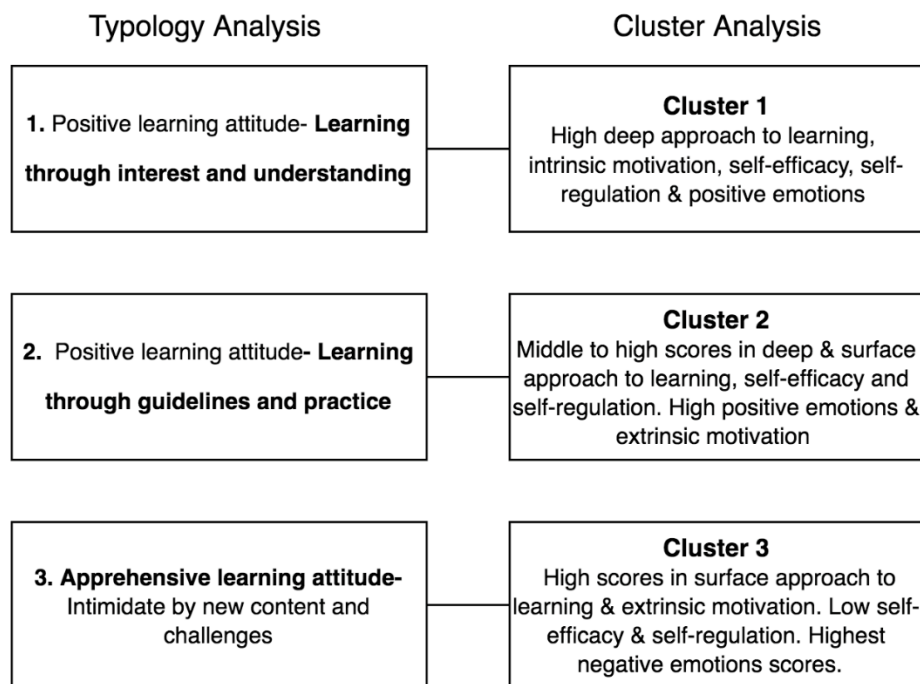 Typology Analysis
Cluster Analysis
1. Positive learning attitude- Learning
through interest and understanding
Cluster 1
High deep approach to learning,
intrinsic motivation, self-efficacy, self-
regulation & positive emotions
2. Positive learning attitude- Learning
through guidelines and practice
Cluster 2
Middle to high scores in deep & surface
approach to learning, self-efficacy and
self-regulation. High positive emotions &
extrinsic motivation
3. Apprehensive learning attitude-
Intimidate by new content and
challenges
Cluster 3
High scores in surface approach to
learning & extrinsic motivation. Low self-
efficacy & self-regulation. Highest
negative emotions scores.